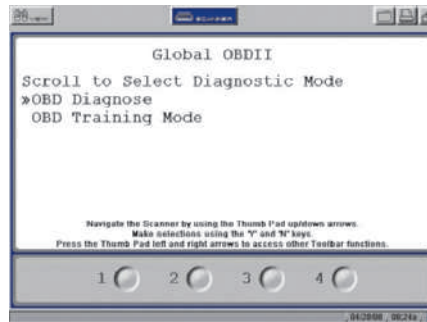 SCANNER
Global OBDII
Scroll to Select Diagnostic Mode
»OBD Diagnose
OBD Training Mode
Navigate the Scanner by using the Thumb Pad up/down arrows.
Make selections using the "Y" and "N" keys.
Press the Thumb Pad left and right arrows to access other Toolbar functions.
1 2 3 4